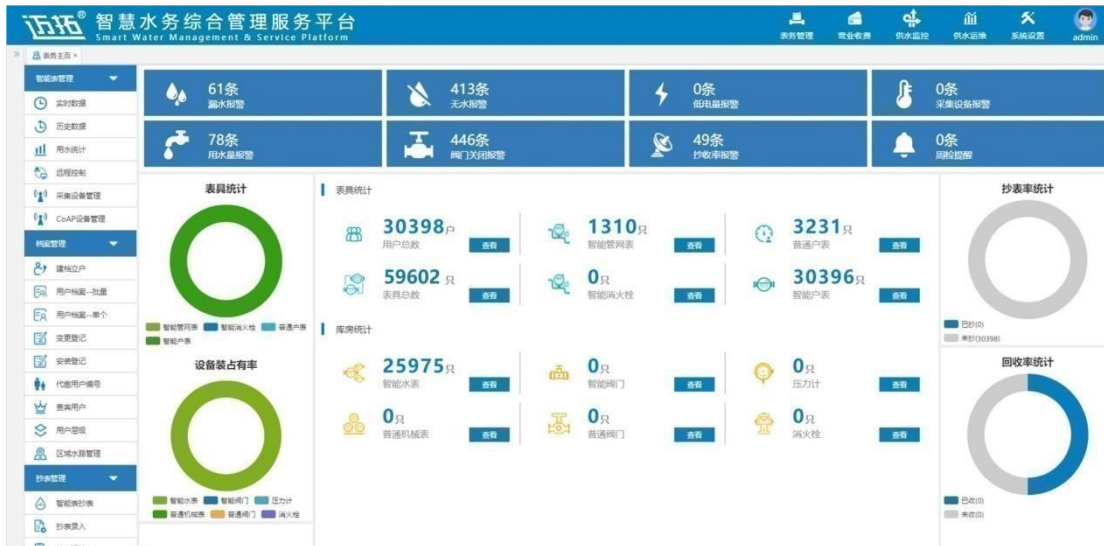 迈拓®
智慧水务综合管理服务平台
Smart Water Management & Service Platform
表务管理 营业收费 供水监控 供水运维 系统设置 admin
表务主页 ×
智能表管理
实时数据
历史数据
用水统计
远程控制
采集设备管理
CoAP设备管理
档案管理
建档立户
用户档案--批量
用户档案--单个
变更登记
安装登记
代缴用户编号
贵宾用户
用户层级
区域水路管理
抄表管理
智能表抄表
抄表录入
61条
漏水报警
413条
无水报警
0条
低电量报警
0条
采集设备报警
78条
用水量报警
446条
阀门关闭报警
49条
抄收率报警
0条
周检提醒
表具统计
智能管网表 智能消火栓 普通户表
智能户表
设备装占有率
智能水表 智能阀门 压力计
普通机械表 普通阀门 消火栓
表具统计
30398户
用户总数
查看
1310只
智能管网表
查看
3231只
普通户表
查看
59602只
表具总数
查看
0只
智能消火栓
查看
30396只
智能户表
查看
库房统计
25975只
智能水表
查看
0只
智能阀门
查看
0只
压力计
查看
0只
普通机械表
查看
0只
普通阀门
查看
0只
消火栓
查看
抄表率统计
已抄(0)
未抄(30398)
回收率统计
已收(0)
未收(0)